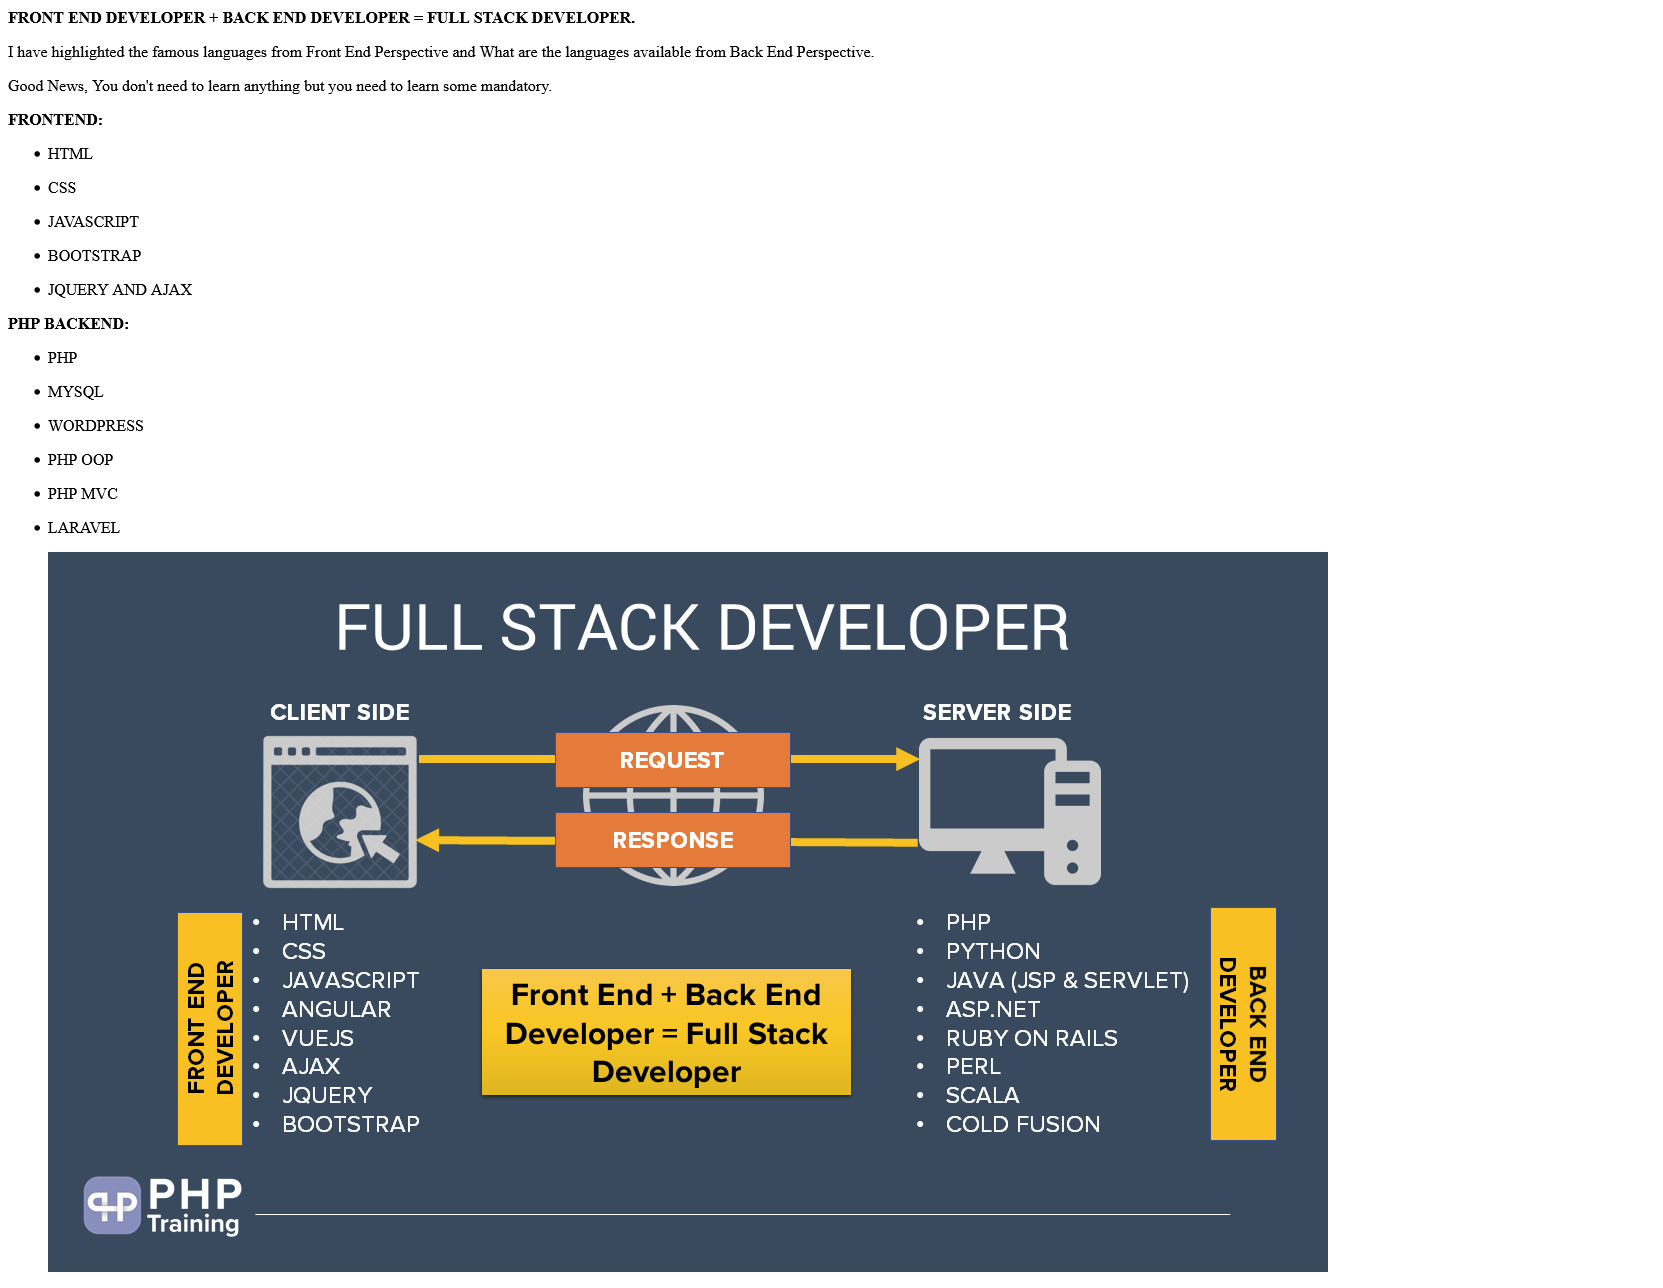 FRONT END DEVELOPER + BACK END DEVELOPER = FULL STACK DEVELOPER.
I have highlighted the famous languages from Front End Perspective and What are the languages available from Back End Perspective.
Good News, You don't need to learn anything but you need to learn some mandatory.
FRONTEND:
• HTML
• CSS
• JAVASCRIPT
• BOOTSTRAP
• JQUERY AND AJAX
PHP BACKEND:
• PHP
• MYSQL
• WORDPRESS
• PHP OOP
• PHP MVC
• LARAVEL
FULL STACK DEVELOPER
CLIENT SIDE
SERVER SIDE
REQUEST
RESPONSE
FRONT END
DEVELOPER
• HTML
• CSS
• JAVASCRIPT
• ANGULAR
• VUEJS
• AJAX
• JQUERY
• BOOTSTRAP
Front End + Back End
Developer = Full Stack
Developer
• PHP
• PYTHON
• JAVA (JSP & SERVLET)
• ASP.NET
• RUBY ON RAILS
• PERL
• SCALA
• COLD FUSION
BACK END
DEVELOPER
PHP
Training